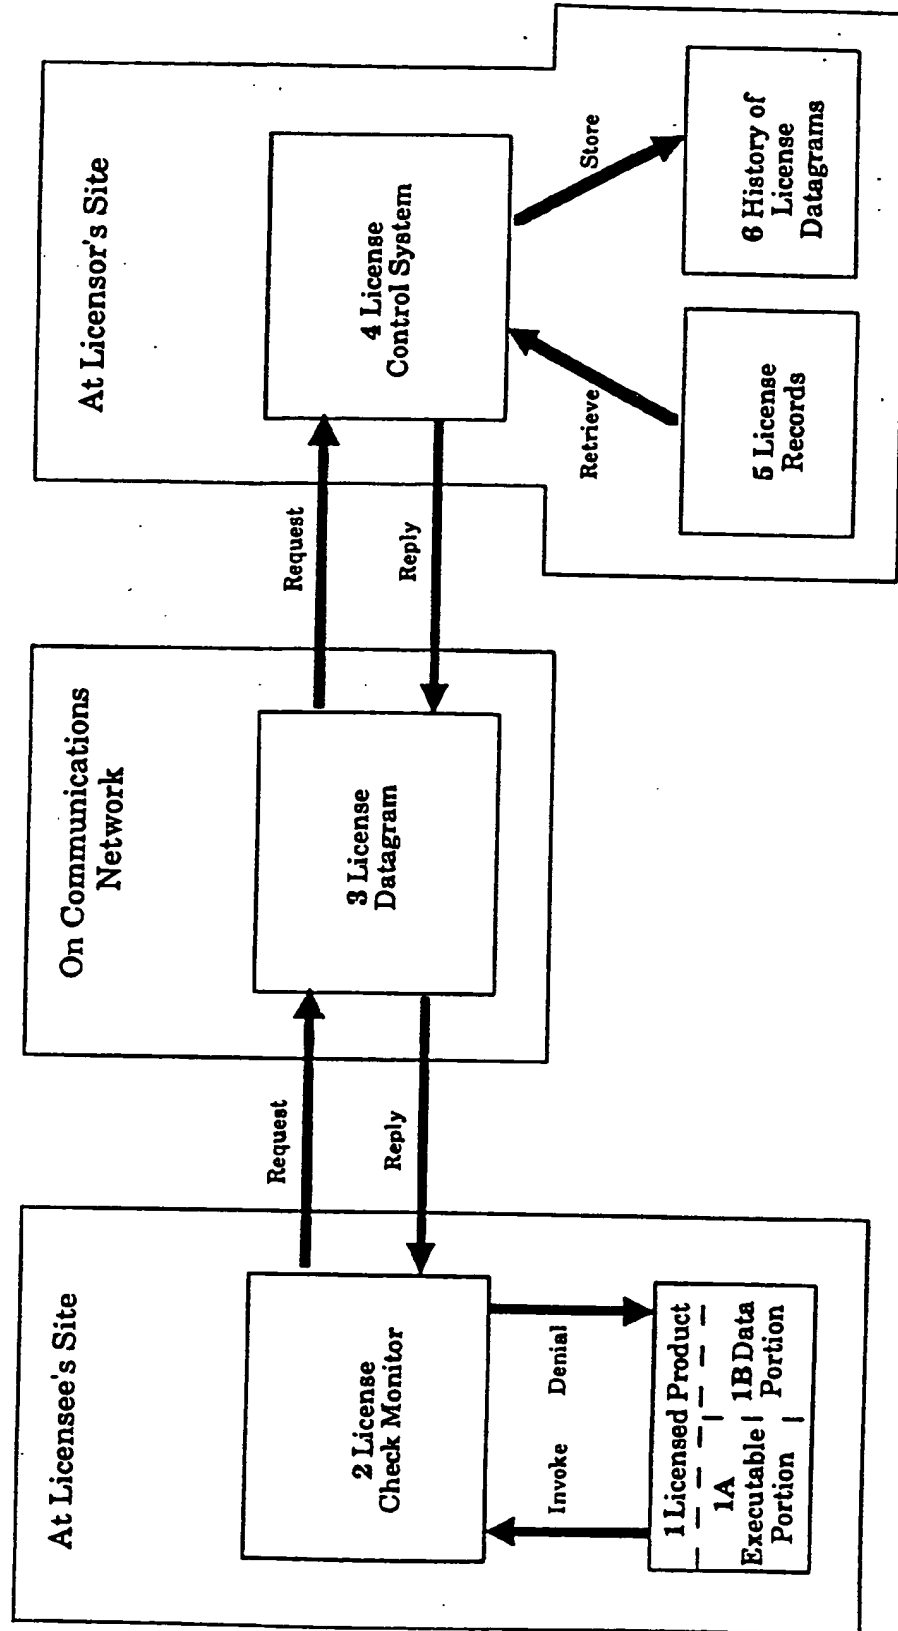 At Licensee's Site
2 License
Check Monitor
Invoke
Denial
1 Licensed Product
1A
Executable
Portion
1B Data
Portion
Request
Reply
On Communications
Network
3 License
Datagram
Request
Reply
At Licensor's Site
4 License
Control System
Retrieve
Store
5 License
Records
6 History of
License
Datagrams